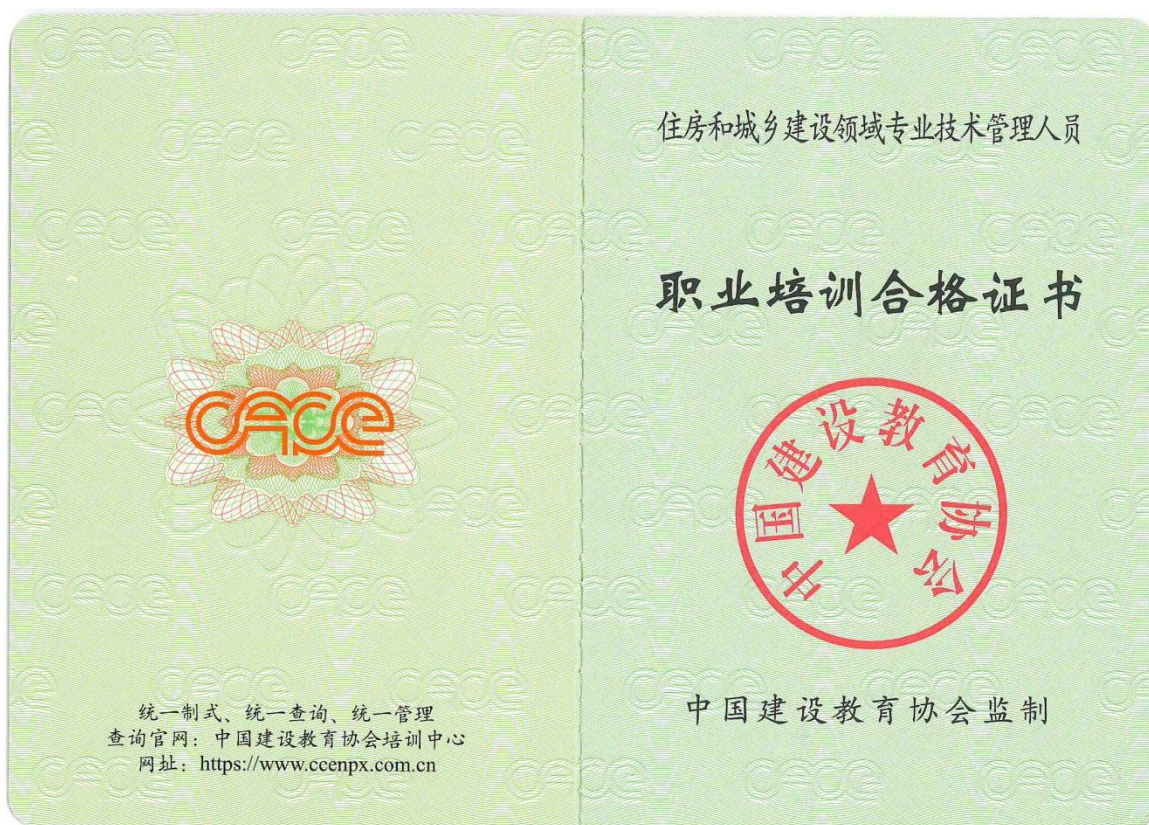 CACE
统一制式、统一查询、统一管理
查询官网：中国建设教育协会培训中心
网址：https://www.ccenpx.com.cn
住房和城乡建设领域专业技术管理人员
职业培训合格证书
中国建设教育协会
中国建设教育协会监制